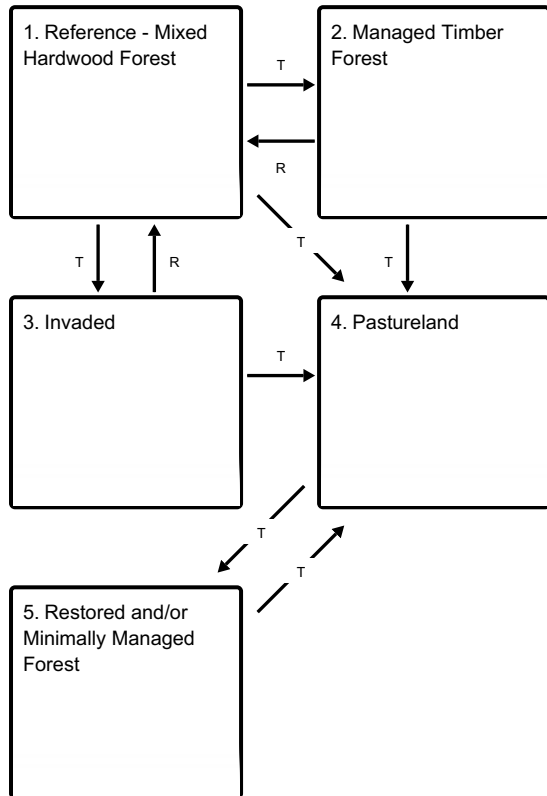 1. Reference - Mixed
Hardwood Forest
2. Managed Timber
Forest
T
R
T
T
R
T
3. Invaded
4. Pastureland
T
T
T
5. Restored and/or
Minimally Managed
Forest